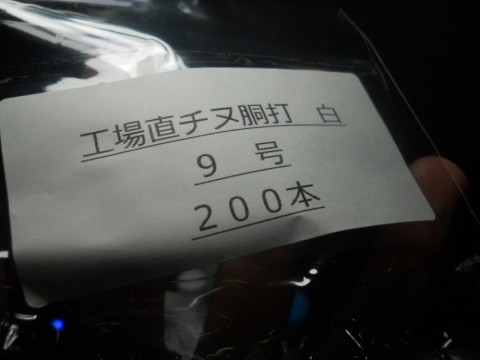 工場直チヌ胴打　白
９　号
２００本